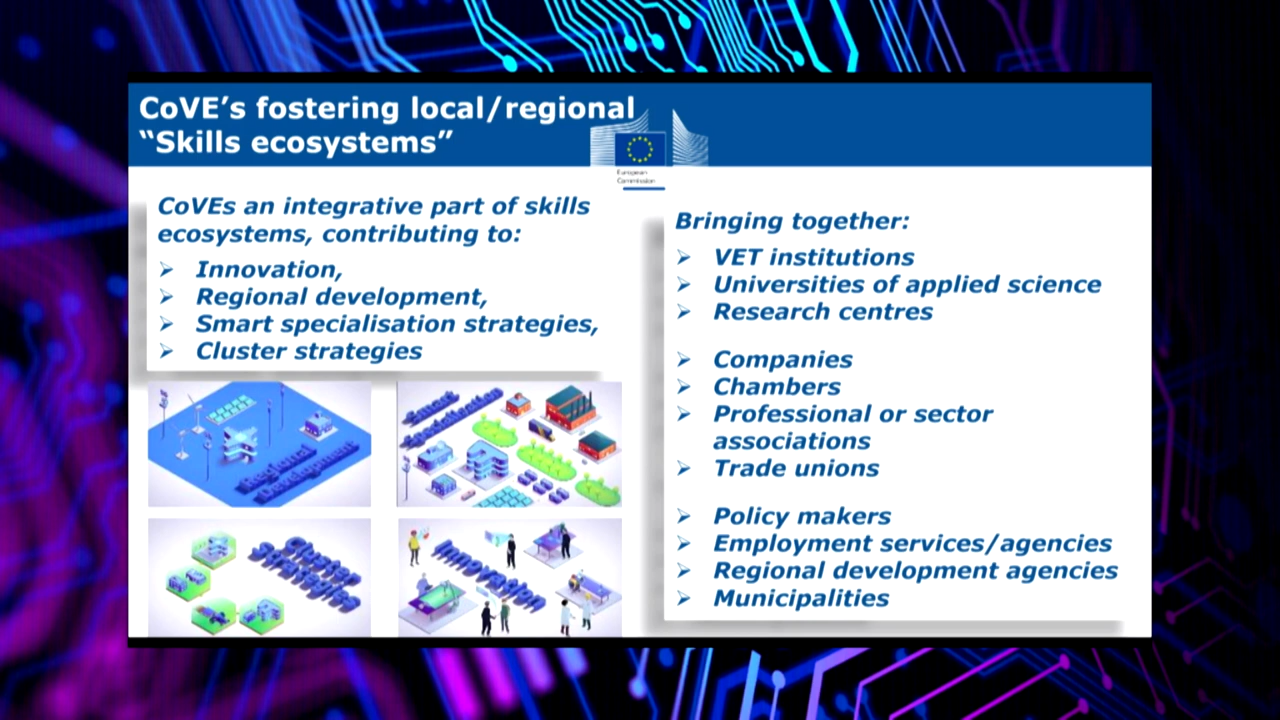 CoVE’s fostering local/regional
“Skills ecosystems”
European
Commission
CoVEs an integrative part of skills
ecosystems, contributing to:
Innovation,
Regional development,
Smart specialisation strategies,
Cluster strategies
Regional
Development
Smart
Specialization
Cluster
Strategies
Innovation
Bringing together:
VET institutions
Universities of applied science
Research centres
Companies
Chambers
Professional or sector
associations
Trade unions
Policy makers
Employment services/agencies
Regional development agencies
Municipalities